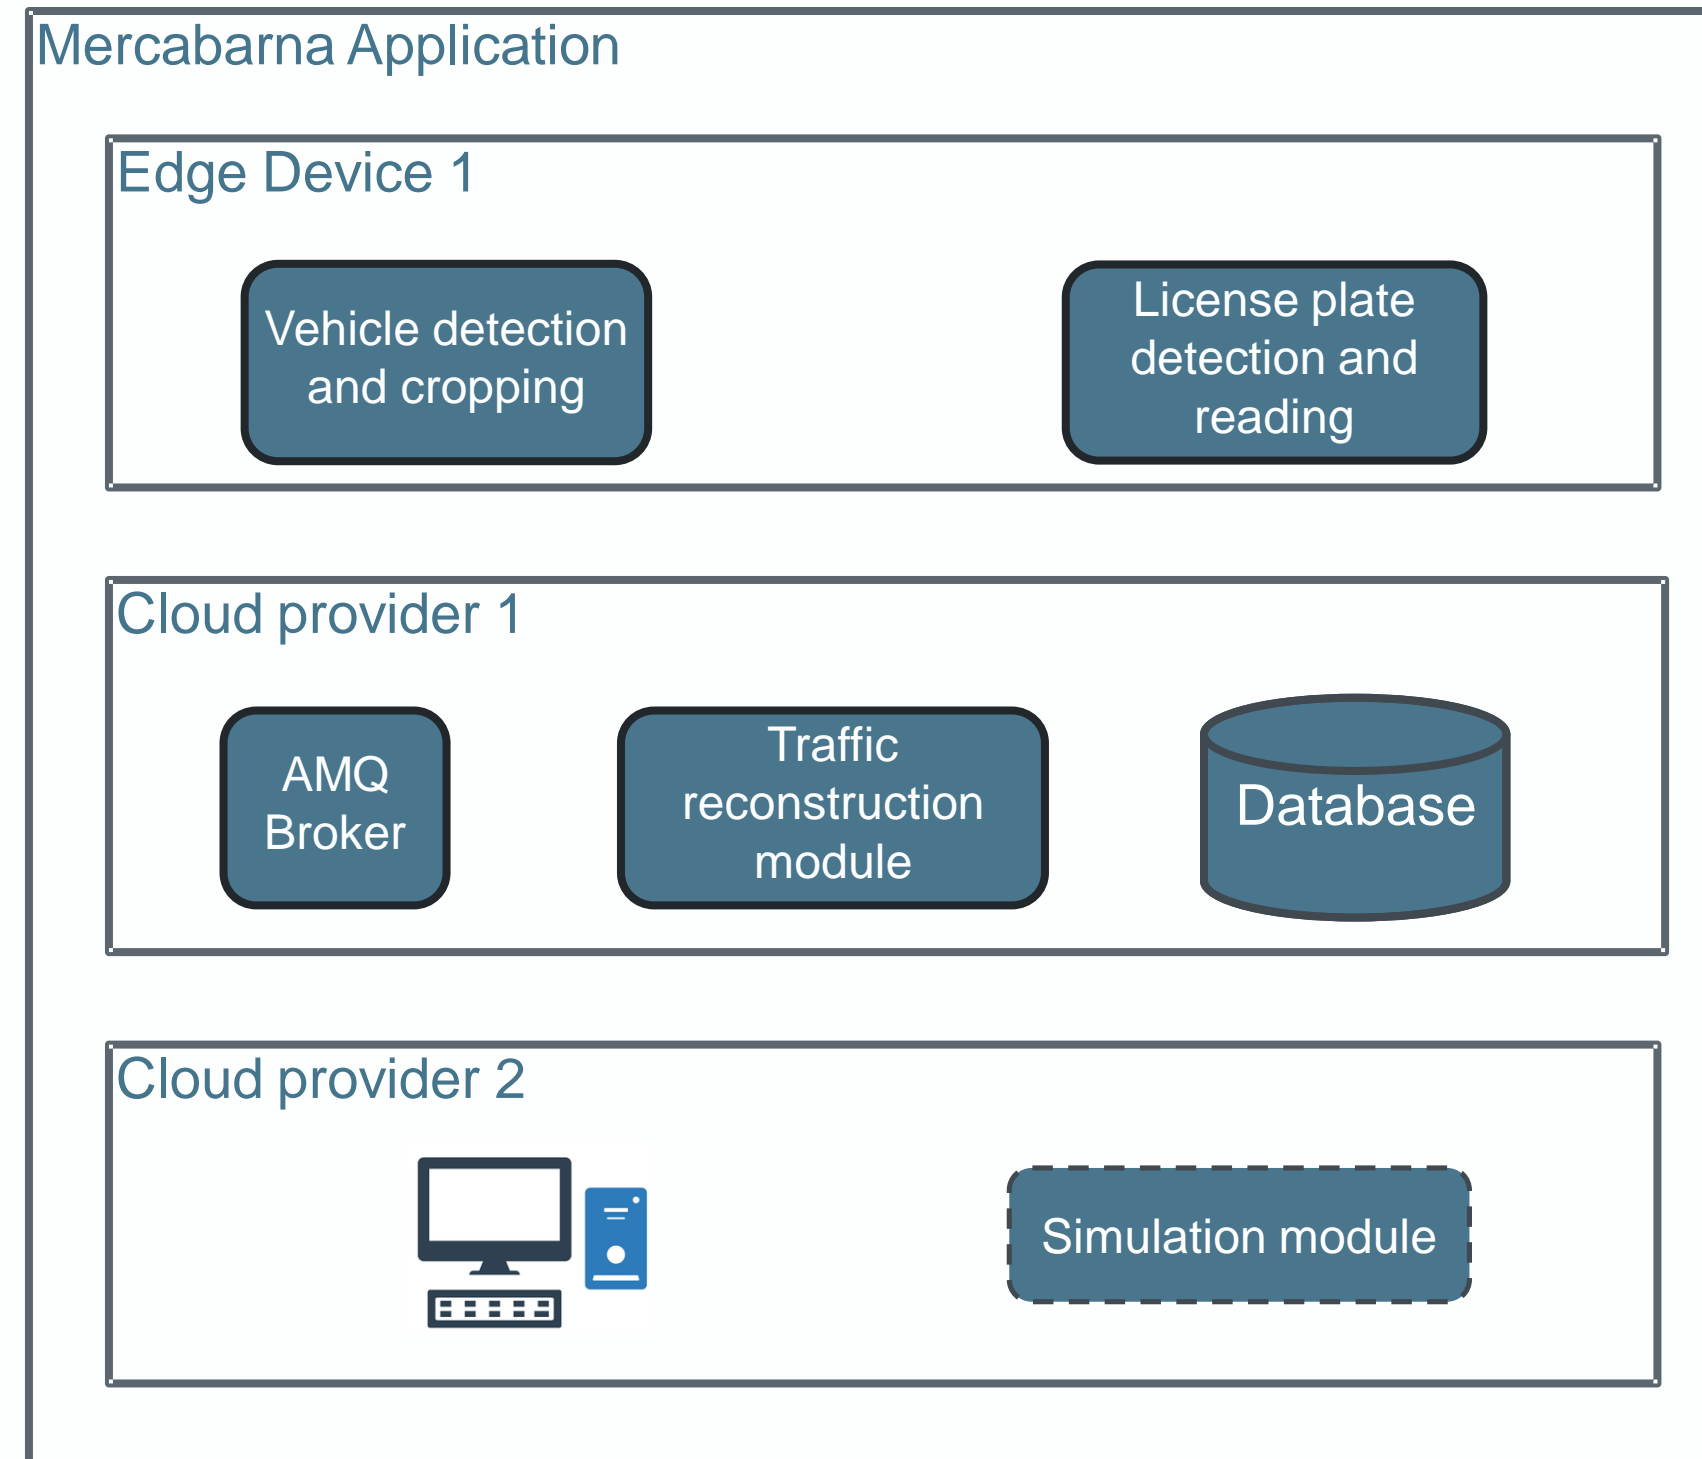 Mercabarna Application
Edge Device 1
Vehicle detection
and cropping
License plate
detection and
reading
Cloud provider 1
AMQ
Broker
Traffic
reconstruction
module
Database
Cloud provider 2
Simulation module